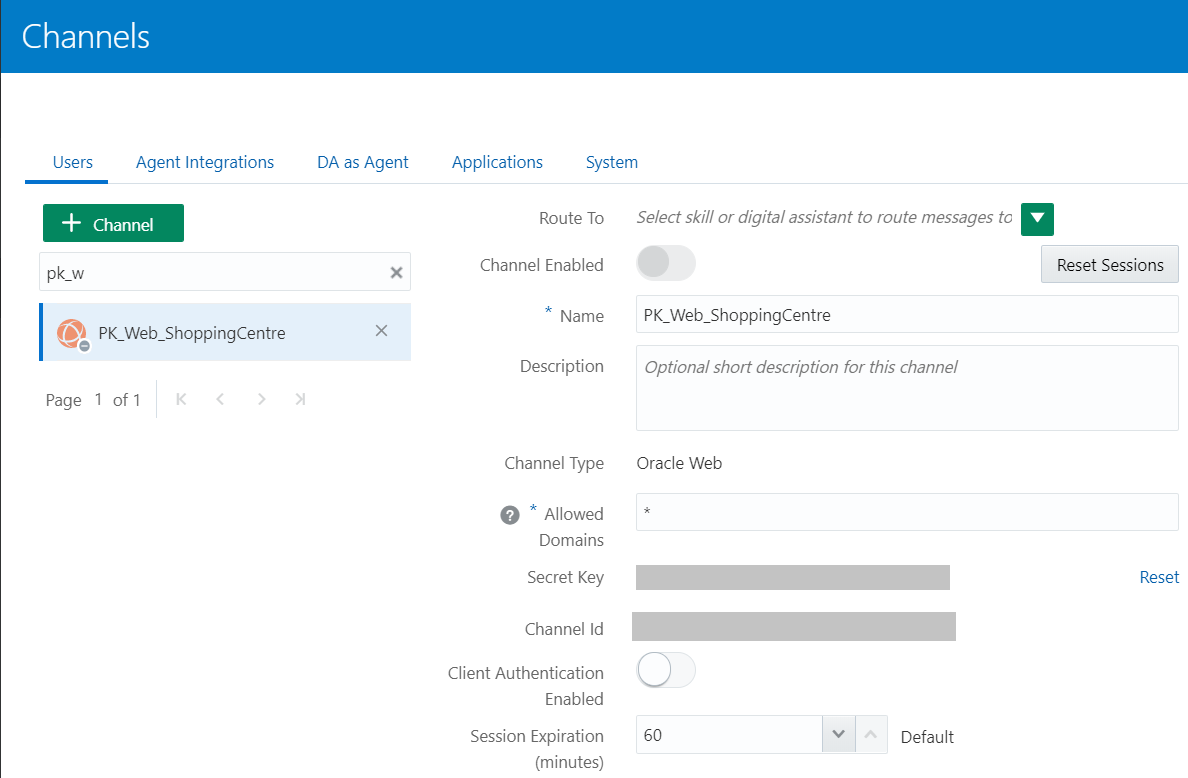 Channels
Users Agent Integrations DA as Agent Applications System
+ Channel
pk_w
PK_Web_ShoppingCentre
Page 1 of 1
Route To Select skill or digital assistant to route messages to
Channel Enabled Reset Sessions
* Name PK_Web_ShoppingCentre
Description Optional short description for this channel
Channel Type Oracle Web
? * Allowed Domains *
Secret Key Reset
Channel Id
Client Authentication
Enabled
Session Expiration
(minutes) 60 Default